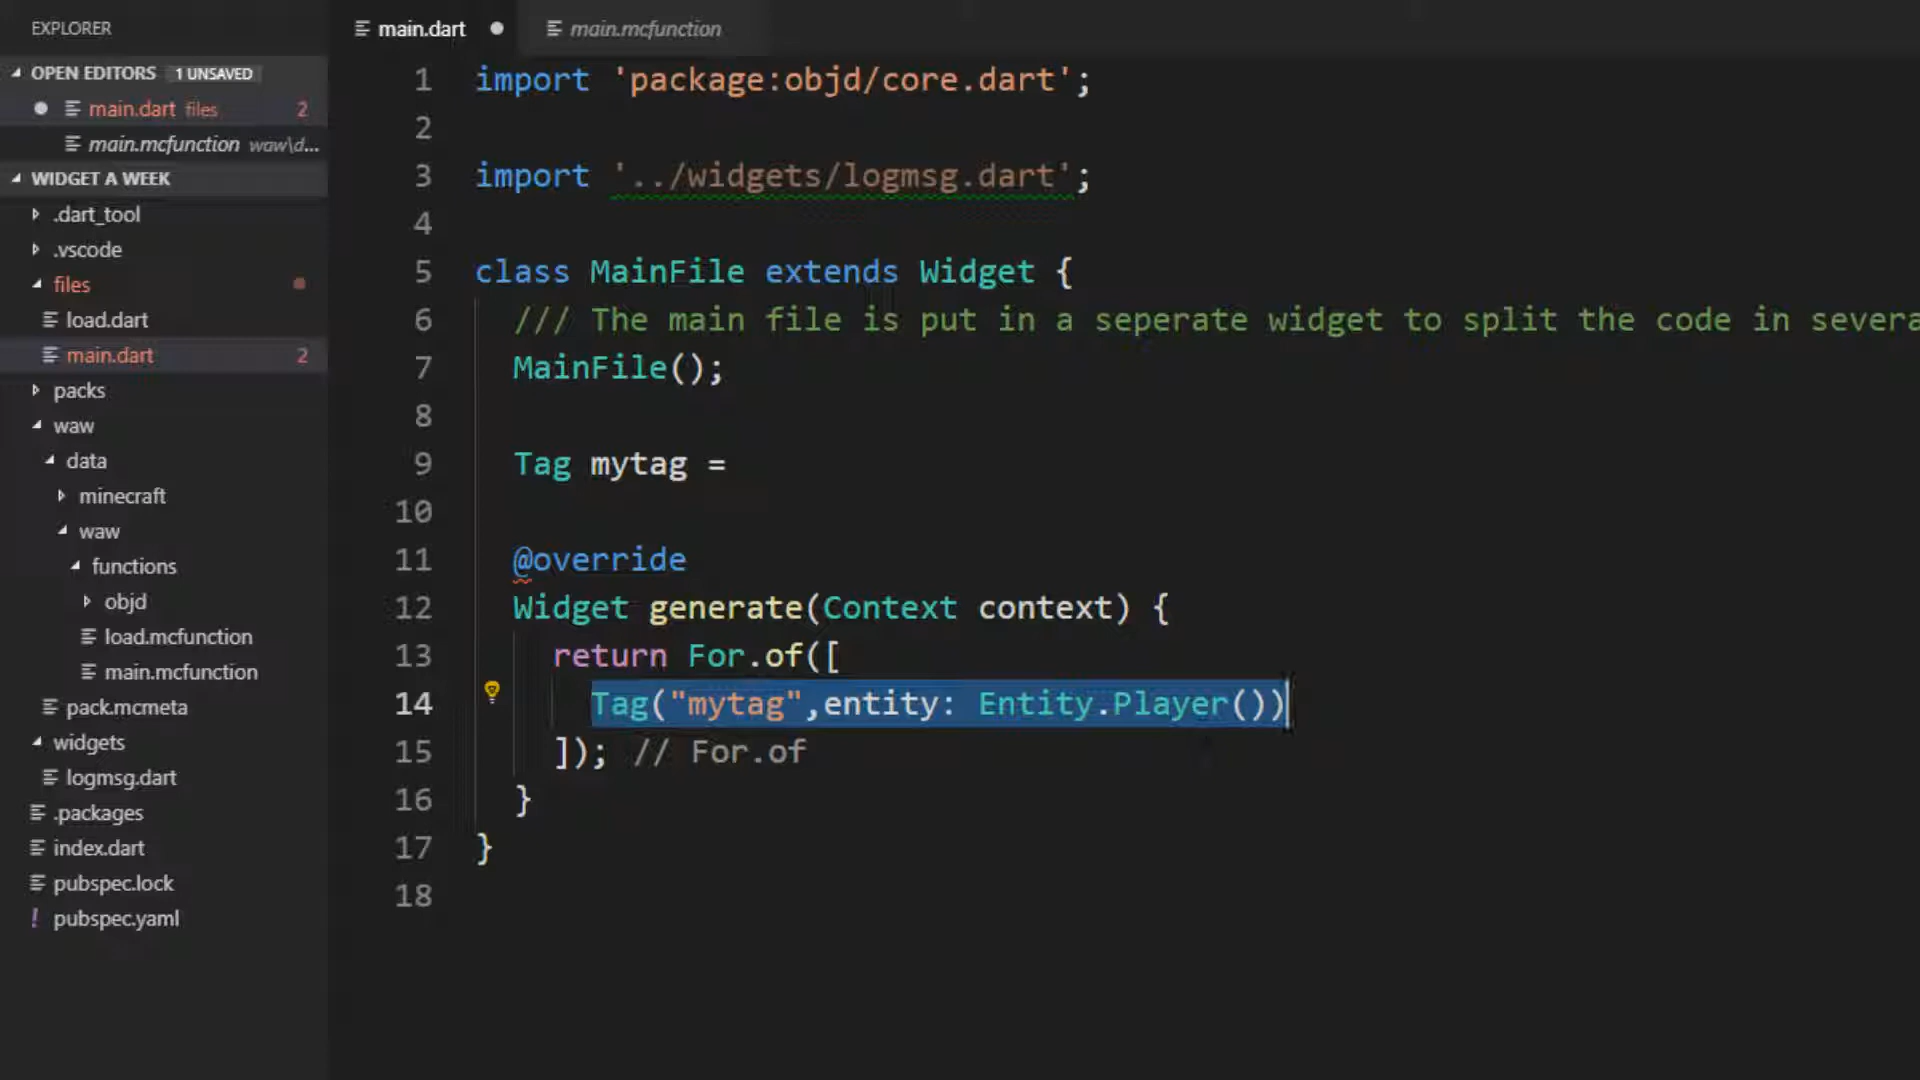 EXPLORER
OPEN EDITORS 1 UNSAVED
main.dart files 2
main.mcfunction waw\d...
WIDGET A WEEK
.dart_tool
.vscode
files
load.dart
main.dart 2
packs
waw
data
minecraft
waw
functions
objd
load.mcfunction
main.mcfunction
pack.mcmeta
widgets
logmsg.dart
.packages
index.dart
pubspec.lock
! pubspec.yaml
main.dart
main.mcfunction
1 import 'package:objd/core.dart';
2
3 import '../widgets/logmsg.dart';
4
5 class MainFile extends Widget {
6 /// The main file is put in a seperate widget to split the code in severa
7 MainFile();
8
9 Tag mytag =
10
11 @override
12 Widget generate(Context context) {
13 return For.of([
14 Tag("mytag",entity: Entity.Player())
15 ]); // For.of
16 }
17 }
18